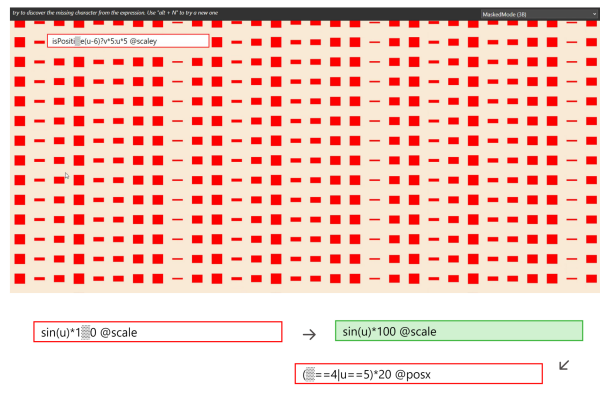 try to discover the missing character from the expression. Use "alt + N" to try a new one
MaskedMode (3B)
isPositi▒e(u-6)?v*5:u*5 @scaley
sin(u)*1▒0 @scale
sin(u)*100 @scale
(▒==4|u==5)*20 @posx